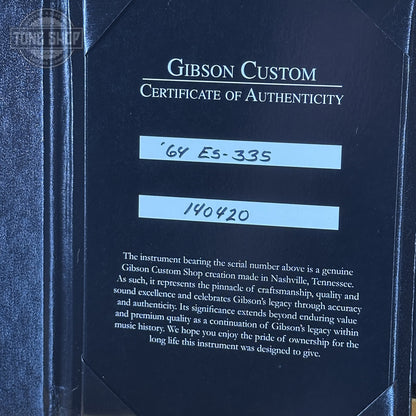 TONE SHOP
GIBSON CUSTOM
CERTIFICATE OF AUTHENTICITY
'64 ES-335
140420
The instrument bearing the serial number above is a genuine
Gibson Custom Shop creation made in Nashville, Tennessee.
As such, it represents the pinnacle of craftsmanship, quality and
sound excellence and celebrates Gibson's legacy through accuracy
and authenticity. Its significance extends beyond enduring value
and premium quality as a continuation of Gibson's legacy within
music history. We hope you enjoy the pride of ownership for the
long life this instrument was designed to give.